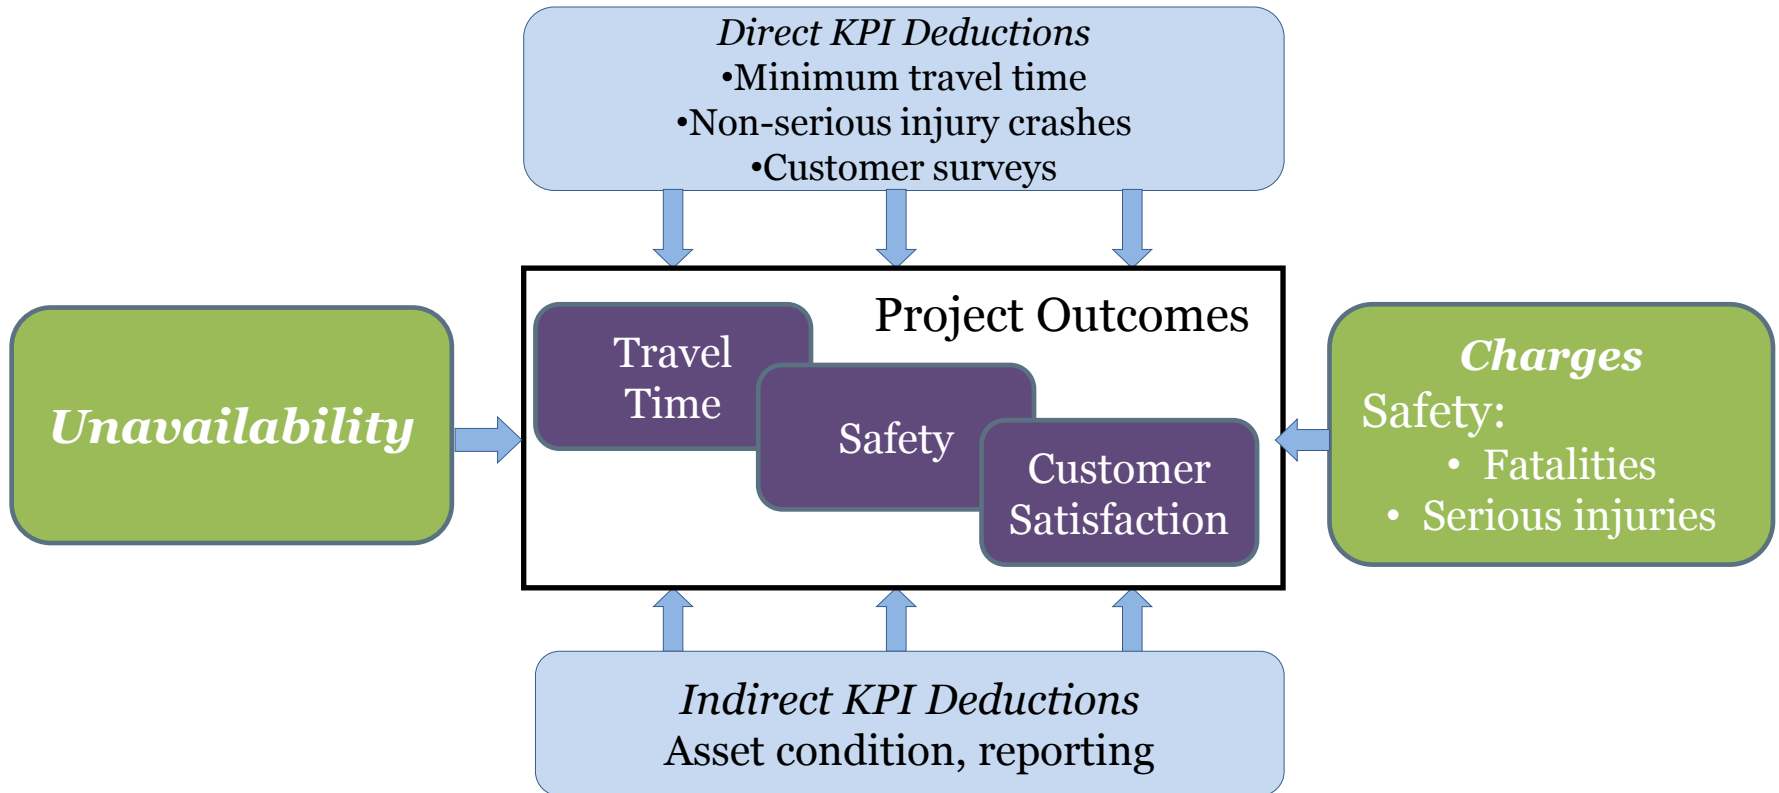 Direct KPI Deductions
•Minimum travel time
•Non-serious injury crashes
•Customer surveys
Project Outcomes
Travel
Time
Safety
Customer
Satisfaction
Unavailability
Charges
Safety:
• Fatalities
• Serious injuries
Indirect KPI Deductions
Asset condition, reporting